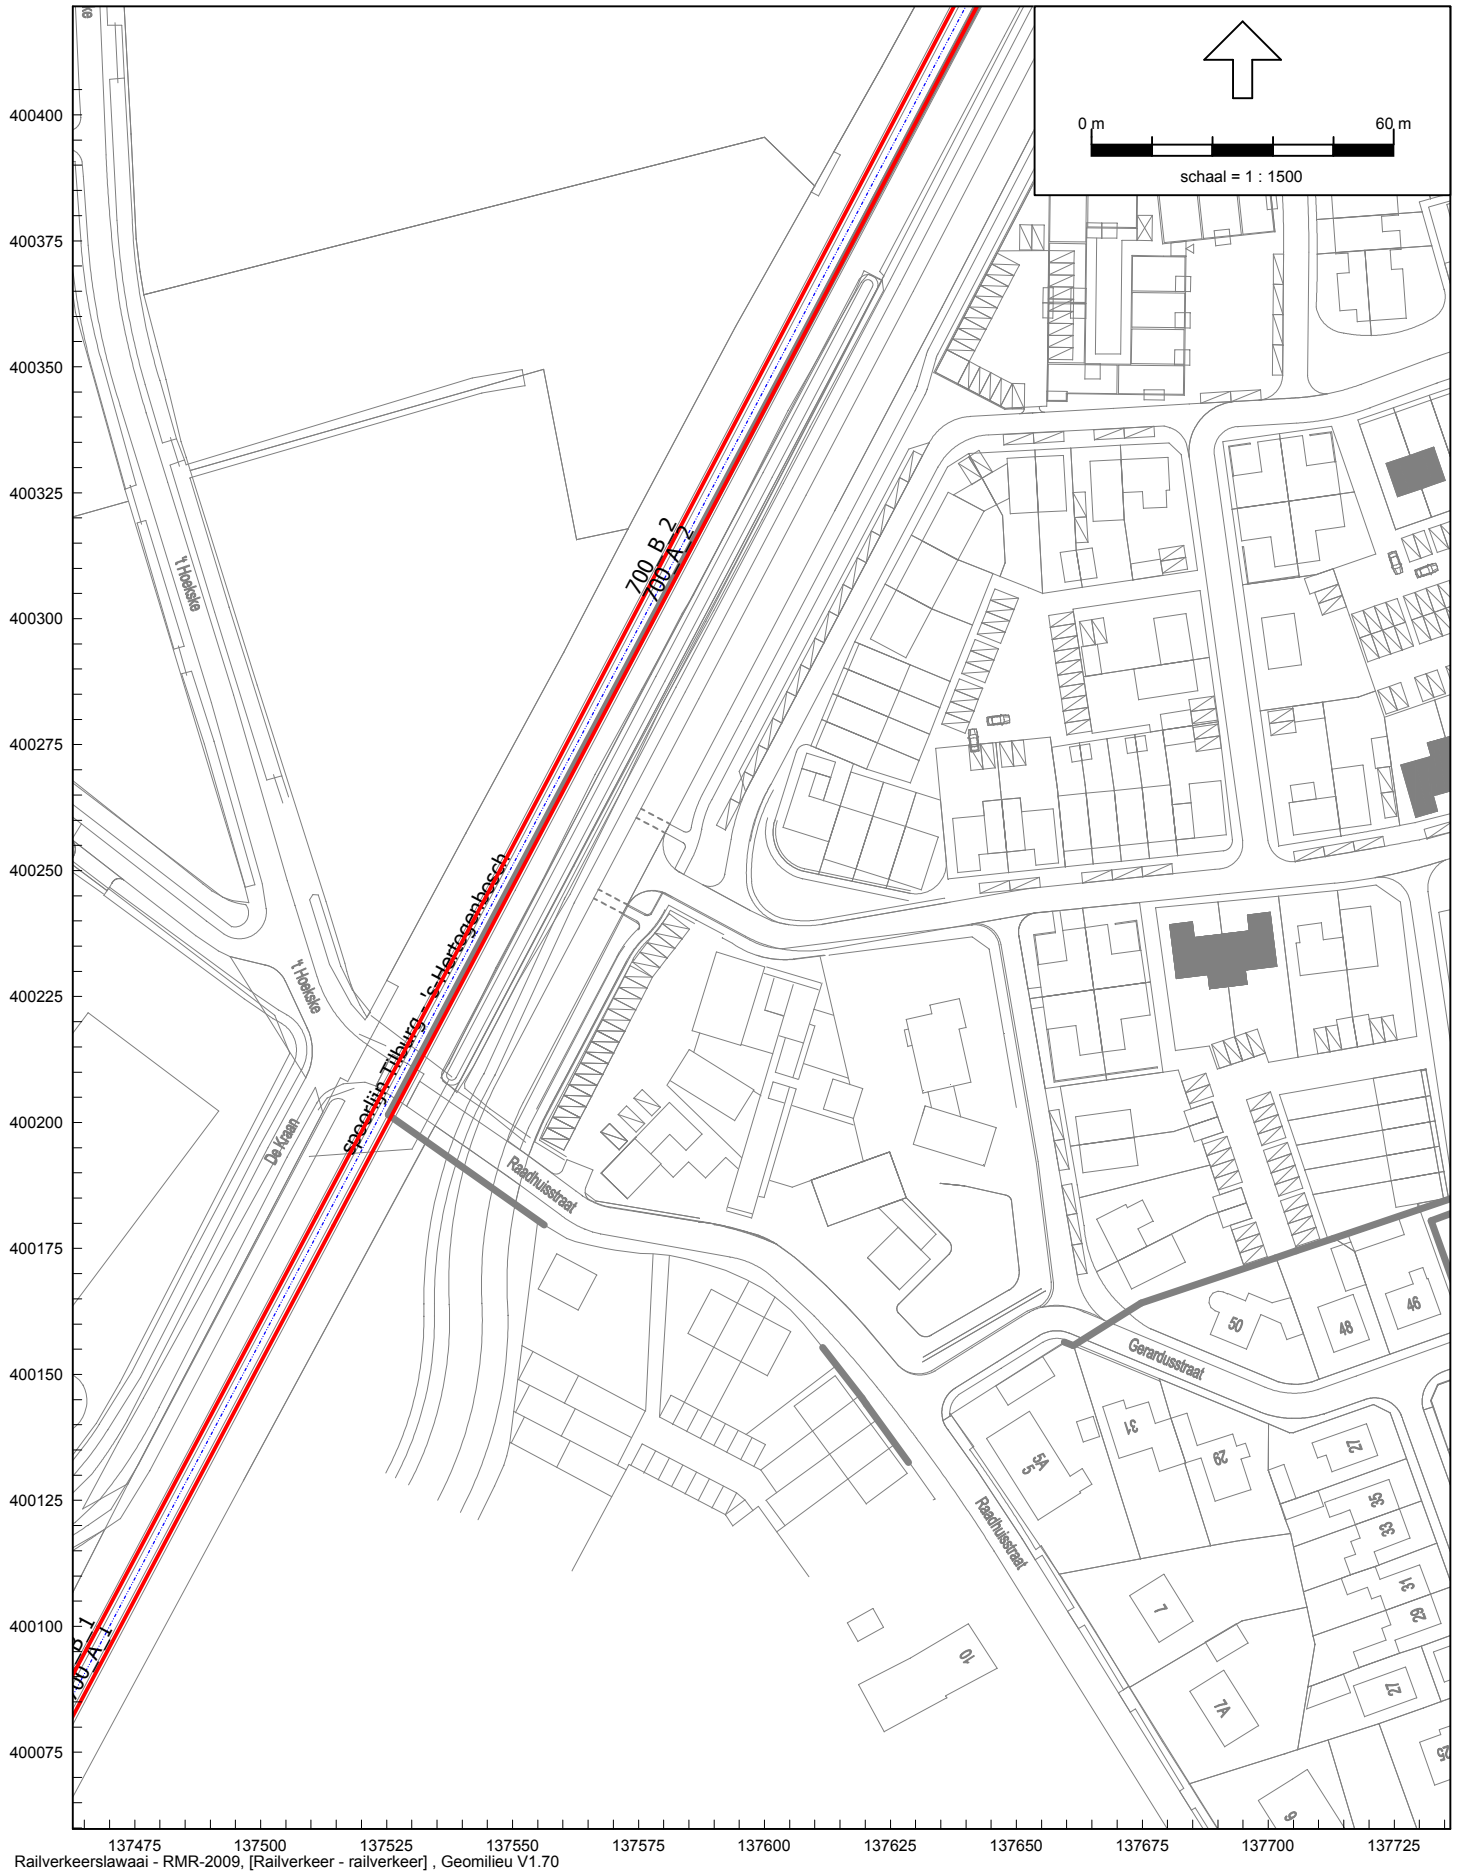 0 m 60 m
schaal = 1 : 1500
400400
400375
400350
400325
400300
400275
400250
400225
400200
400175
400150
400125
400100
400075
700_B_2
700_A_2
't Hoekske
spoorlijn Tilburg - 's-Hertogenbosch
't Hoekske
De Kraan
Raadhuisstraat
50
48
46
Gerardusstraat
31
29
27
5A
5
35
33
Raadhuisstraat
31
29
7
10
27
7A
25
9
B_1
700_A_1
137475 137500 137525 137550 137575 137600 137625 137650 137675 137700 137725
Railverkeerslawaai - RMR-2009, [Railverkeer - railverkeer] , Geomilieu V1.70